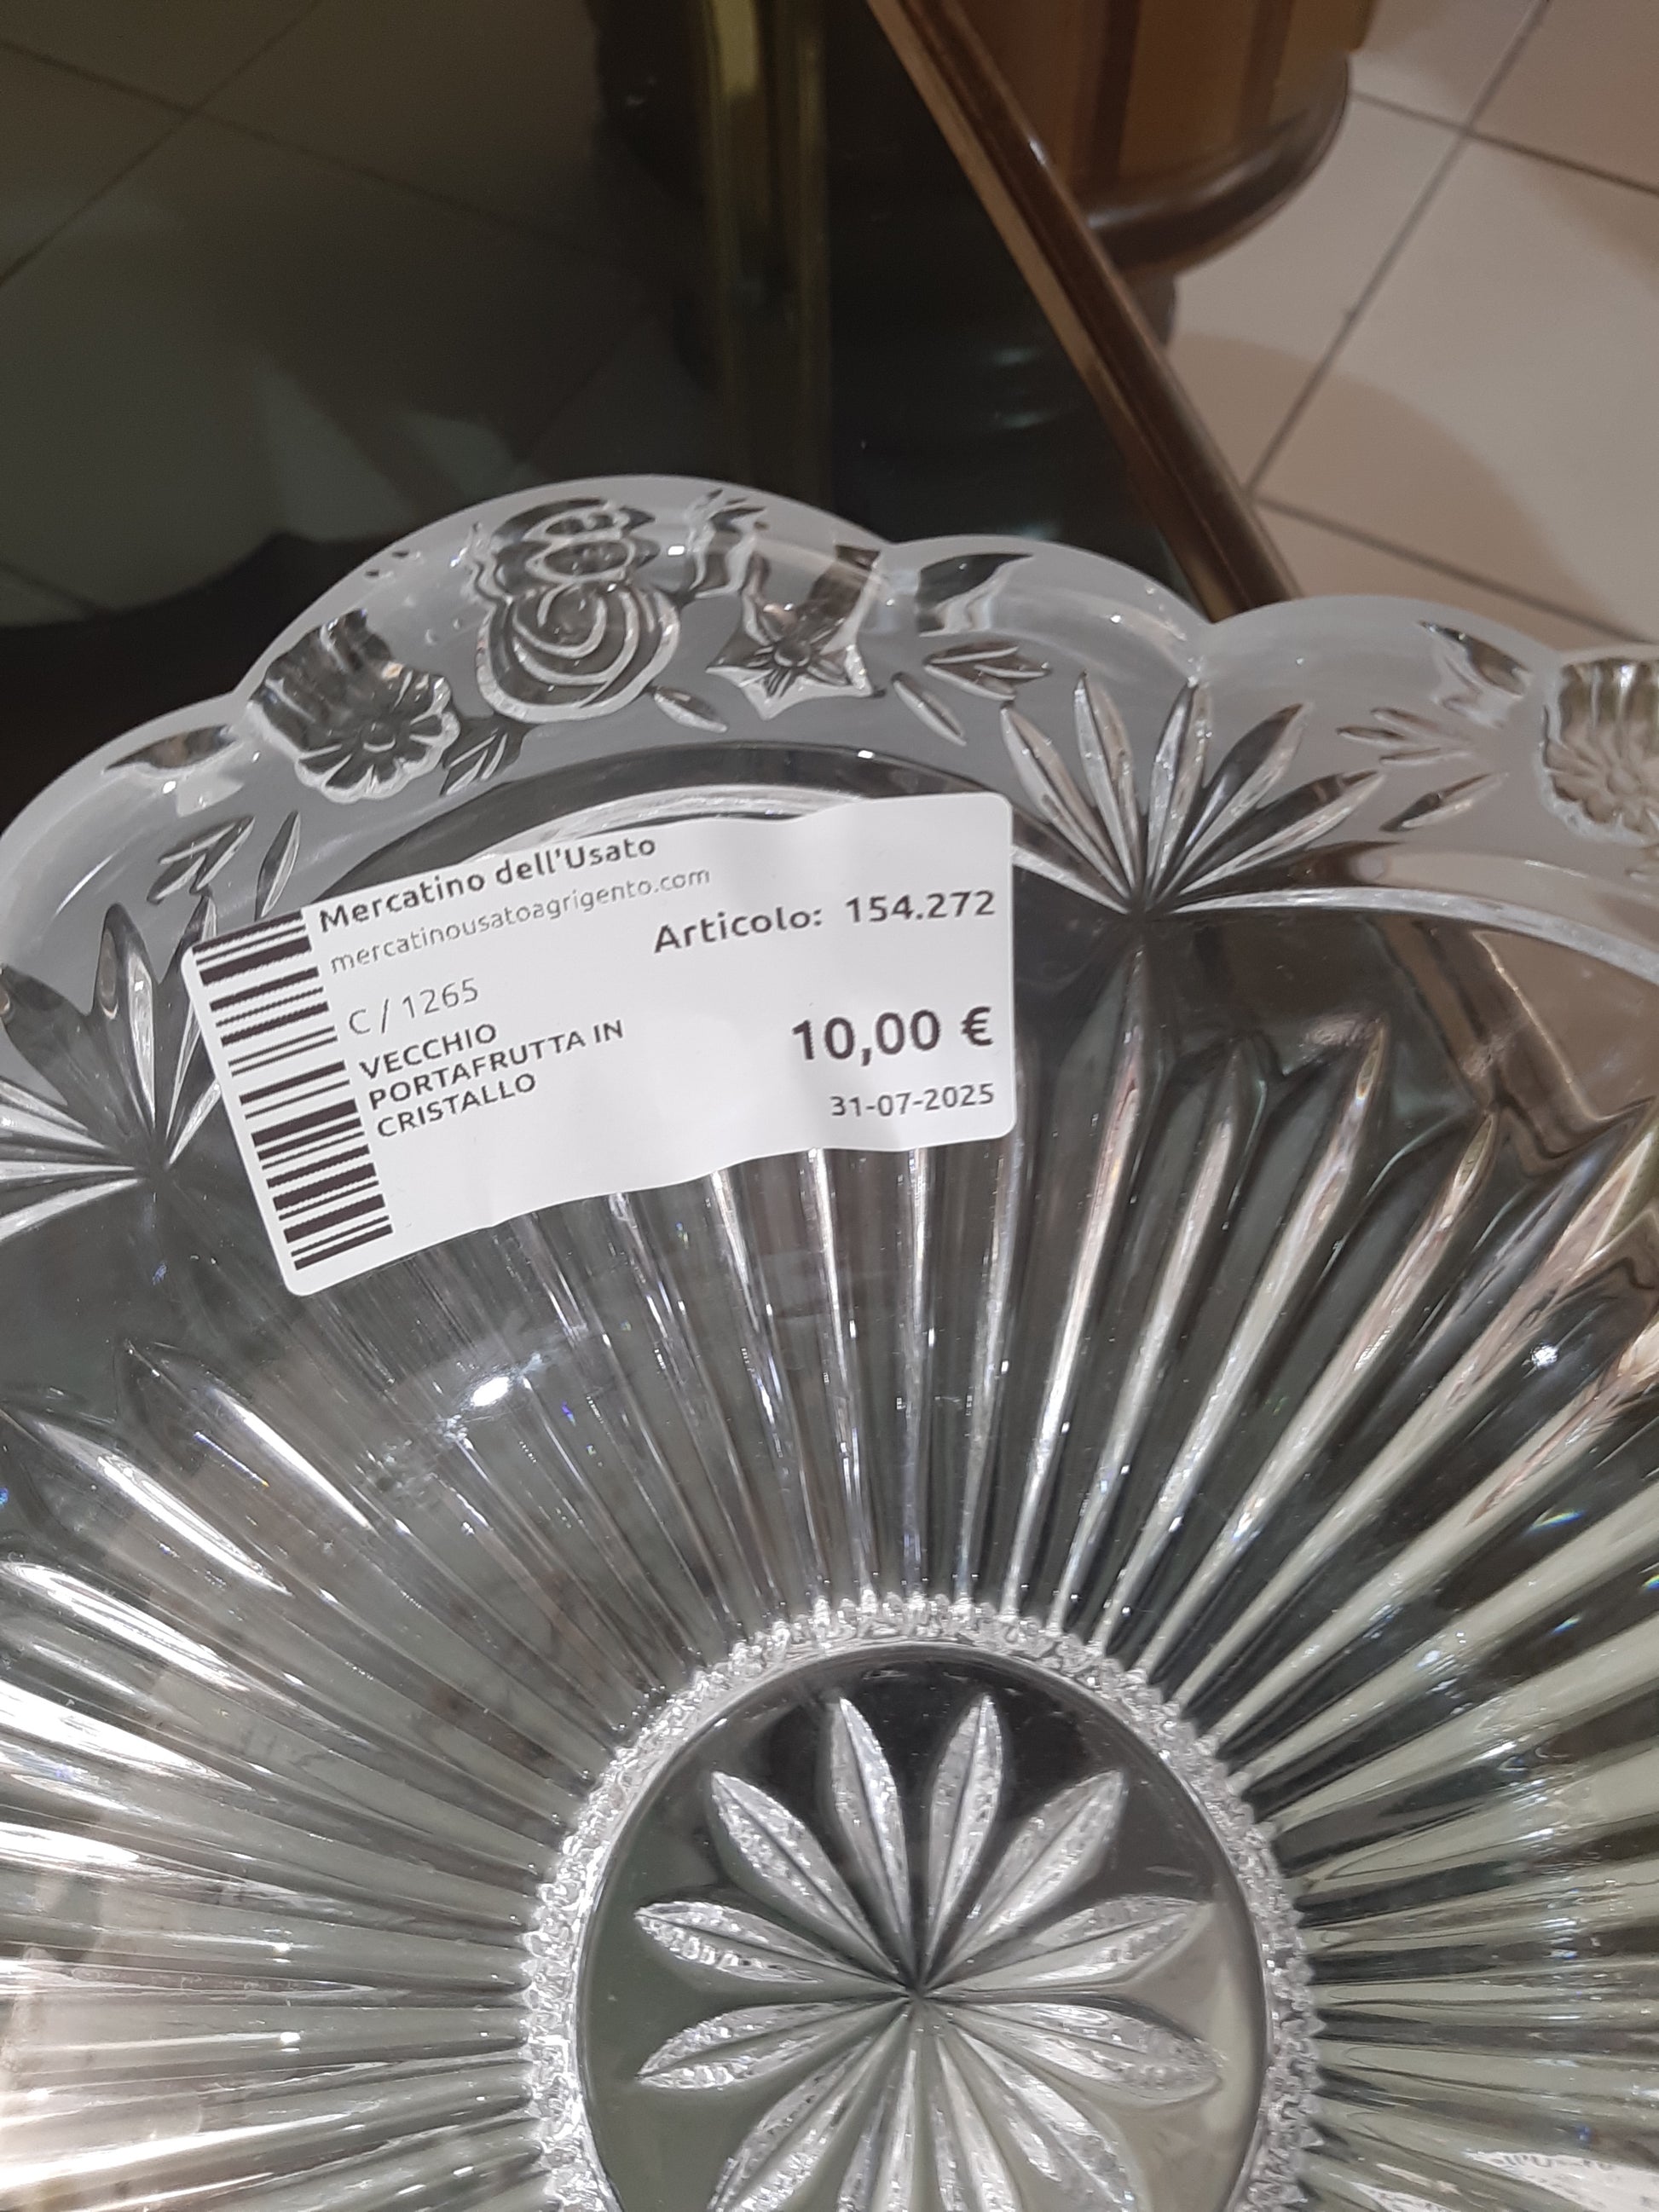 Mercatino dell'Usato
mercatinousatoagrigento.com
Articolo: 154.272
C / 1265
VECCHIO
PORTAFRUTTA IN
CRISTALLO
10,00 €
31-07-2025